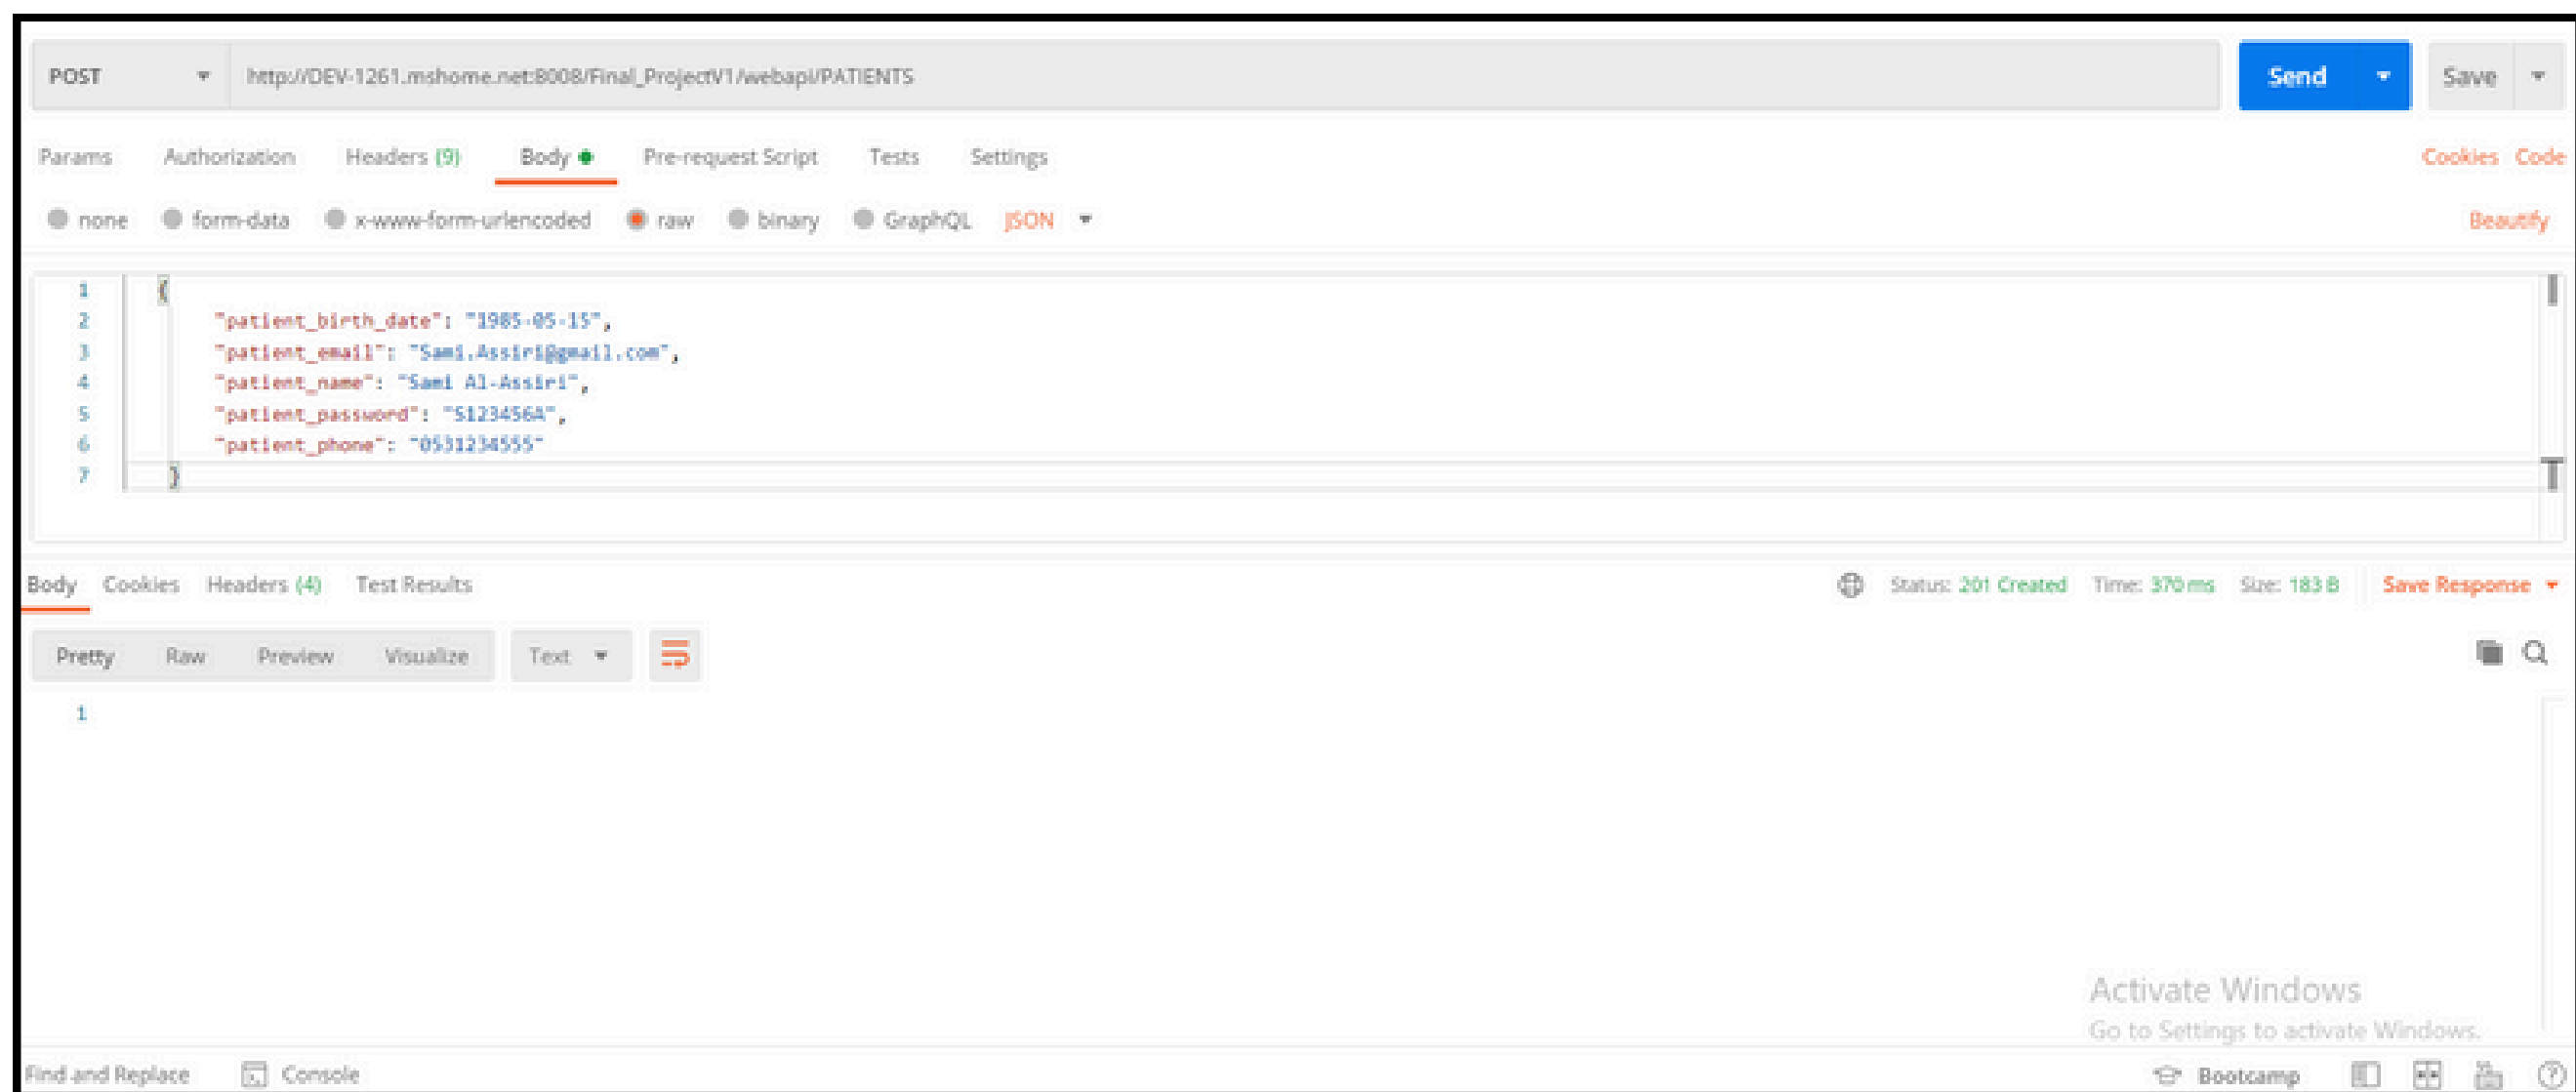 POST http://DEV-1261.mshome.net:8008/Final_ProjectV1/webapi/PATIENTS Send Save
Params Authorization Headers (9) Body Pre-request Script Tests Settings Cookies Code
none form-data x-www-form-urlencoded raw binary GraphQL JSON Beautify
1 {
2 "patient_birth_date": "1985-05-15",
3 "patient_email": "Sami.Assiri@gmail.com",
4 "patient_name": "Sami Al-Assiri",
5 "patient_password": "S123456A",
6 "patient_phone": "0531234555"
7 }
Body Cookies Headers (4) Test Results Status: 201 Created Time: 370 ms Size: 183 B Save Response
Pretty Raw Preview Visualize Text
1
Activate Windows
Go to Settings to activate Windows.
Find and Replace Console Bootcamp